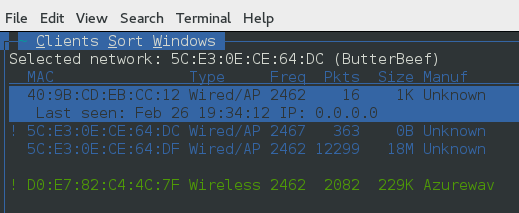 File Edit View Search Terminal Help
Clients Sort Windows
Selected network: 5C:E3:0E:CE:64:DC (ButterBeef)
MAC Type Freq Pkts Size Manuf
40:9B:CD:EB:CC:12 Wired/AP 2462 16 1K Unknown
Last seen: Feb 26 19:34:12 IP: 0.0.0.0
! 5C:E3:0E:CE:64:DC Wired/AP 2467 363 0B Unknown
5C:E3:0E:CE:64:DF Wired/AP 2462 12299 18M Unknown
! D0:E7:82:C4:4C:7F Wireless 2462 2082 229K Azurewav